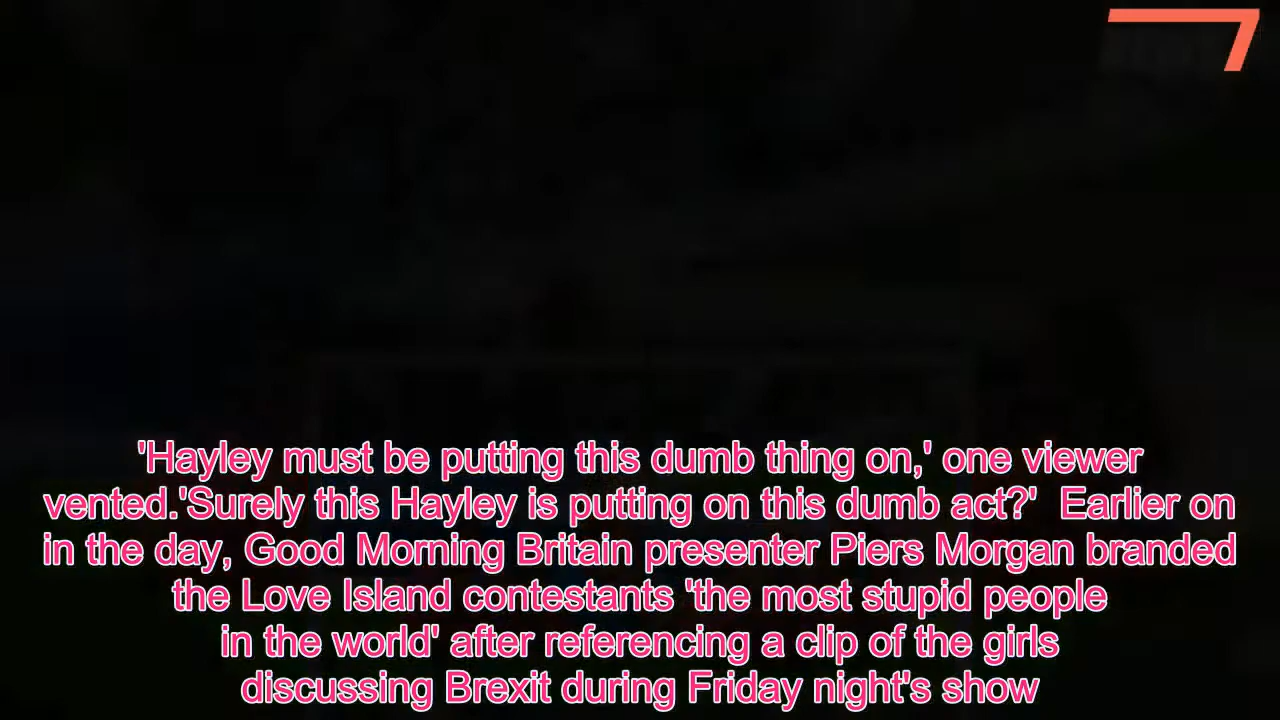 'Hayley must be putting this dumb thing on,' one viewer
vented.'Surely this Hayley is putting on this dumb act?'  Earlier on
in the day, Good Morning Britain presenter Piers Morgan branded
the Love Island contestants 'the most stupid people
in the world' after referencing a clip of the girls
discussing Brexit during Friday night's show